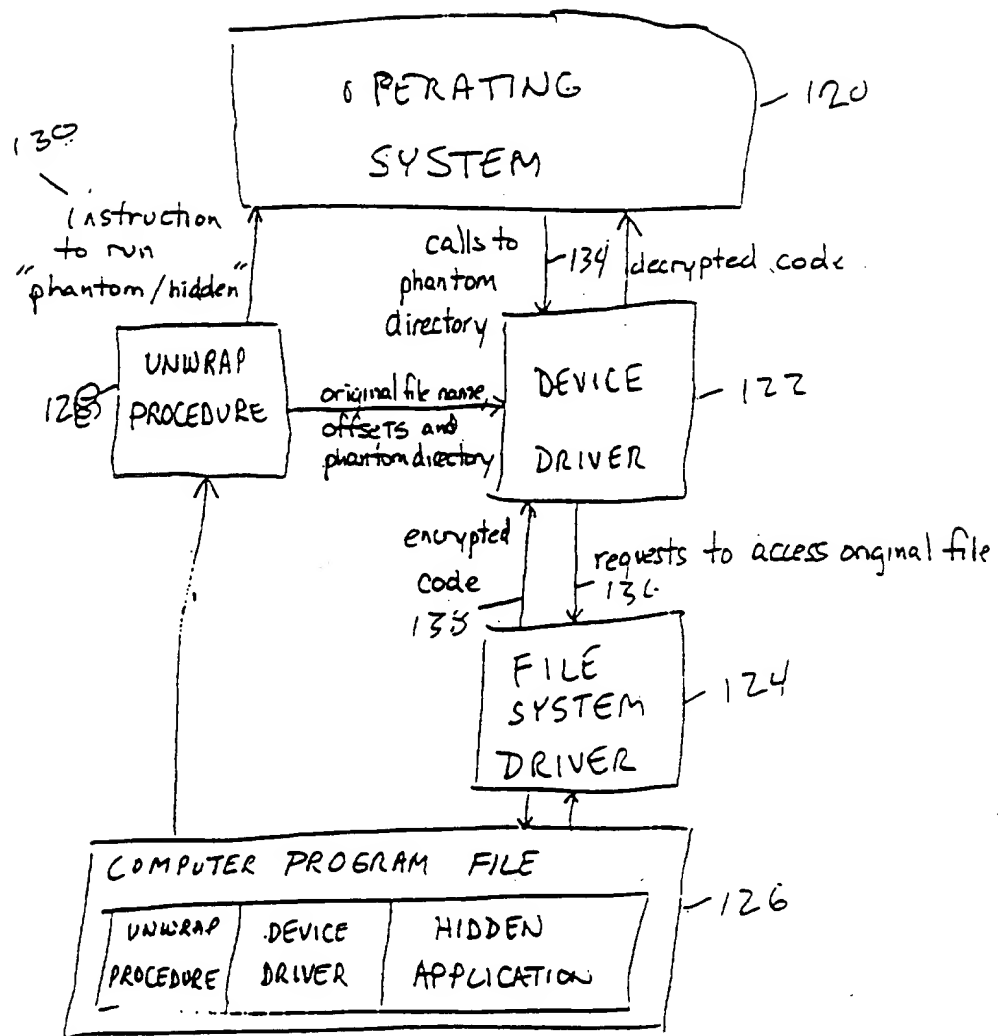 OPERATING
SYSTEM
120
130
instruction
to run
"phantom/hidden"
calls to
phantom
directory
134
decrypted code
UNWRAP
PROCEDURE
128
original file name,
offsets and
phantom directory
DEVICE
DRIVER
122
encrypted
code
138
requests to access original file
136
FILE
SYSTEM
DRIVER
124
COMPUTER PROGRAM FILE
126
UNWRAP
PROCEDURE
DEVICE
DRIVER
HIDDEN
APPLICATION